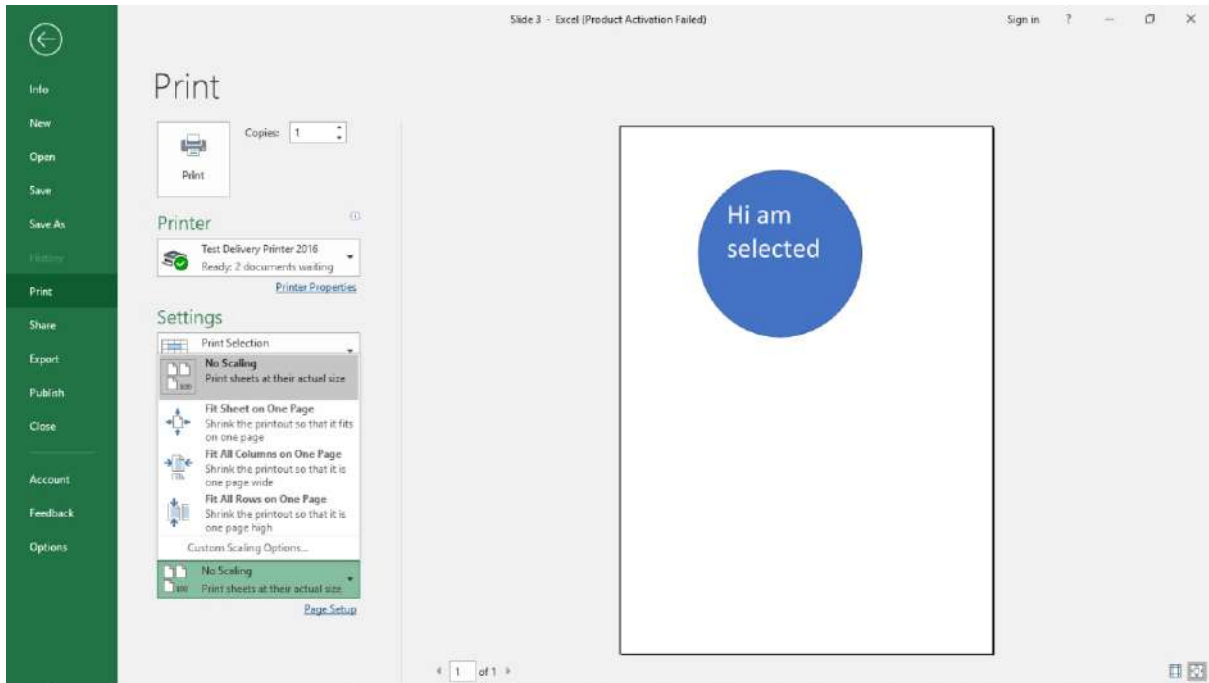 Slide 3 - Excel (Product Activation Failed)
Sign in ? 
Info
New
Open
Save
Save As
History
Print
Share
Export
Publish
Close
Account
Feedback
Options
Print
Print
Copies: 1
Printer
Test Delivery Printer 2016
Ready: 2 documents waiting
Printer Properties
Settings
Print Selection
No Scaling
Print sheets at their actual size
Fit Sheet on One Page
Shrink the printout so that it fits
on one page
Fit All Columns on One Page
Shrink the printout so that it is
one page wide
Fit All Rows on One Page
Shrink the printout so that it is
one page high
Custom Scaling Options...
No Scaling
Print sheets at their actual size
Page Setup
Hi am
selected
1 of 1